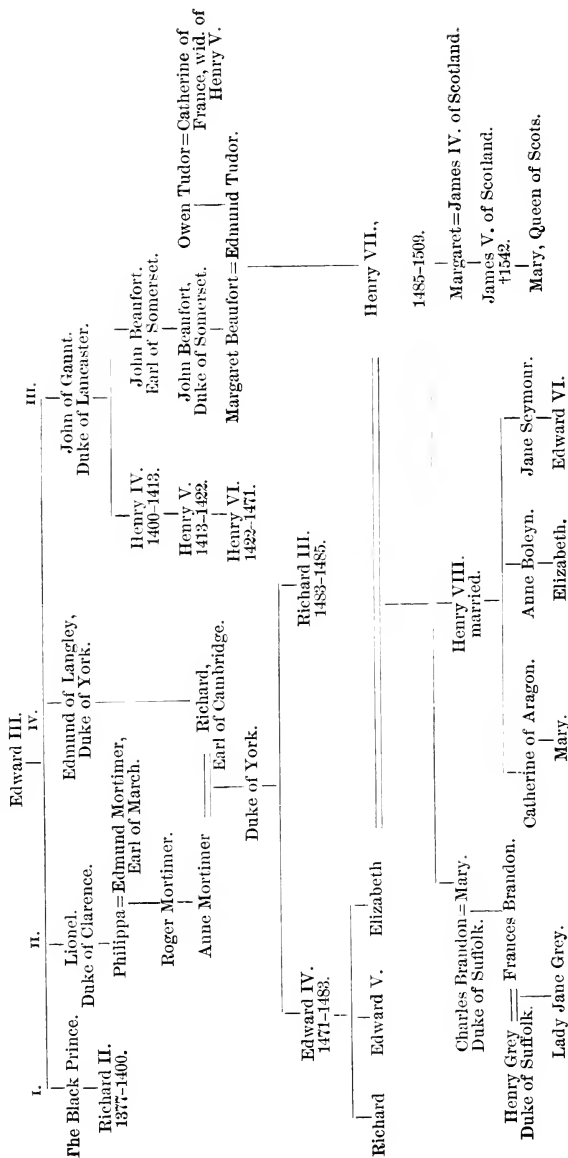 Edward III.
I.
II.
IV.
III.
The Black Prince.
Lionel.
Duke of Clarence.
Edmund of Langley,
Duke of York.
John of Gaunt.
Duke of Lancaster.
Richard II.
1377–1400.
Philippa=Edmund Mortimer,
Earl of March.
Roger Mortimer.
Anne Mortimer
Richard,
Earl of Cambridge.
Henry IV.
1400–1413.
Henry V.
1413–1422.
Henry VI.
1422–1471.
John Beaufort.
Earl of Somerset.
John Beaufort,
Duke of Somerset.
Owen Tudor=Catherine of
France, wid. of
Henry V.
Margaret Beaufort=Edmund Tudor.
Duke of York.
Edward IV.
1471–1483.
Richard III.
1483–1485.
Richard
Edward V.
Elizabeth
Henry VII.,
1485–1509.
Charles Brandon=Mary.
Duke of Suffolk.
Henry VIII.
married.
Margaret=James IV. of Scotland.
James V. of Scotland.
†1542.
Mary, Queen of Scots.
Henry Grey
Duke of Suffolk.
Frances Brandon.
Lady Jane Grey.
Catherine of Aragon.
Mary.
Anne Boleyn.
Elizabeth.
Jane Seymour.
Edward VI.